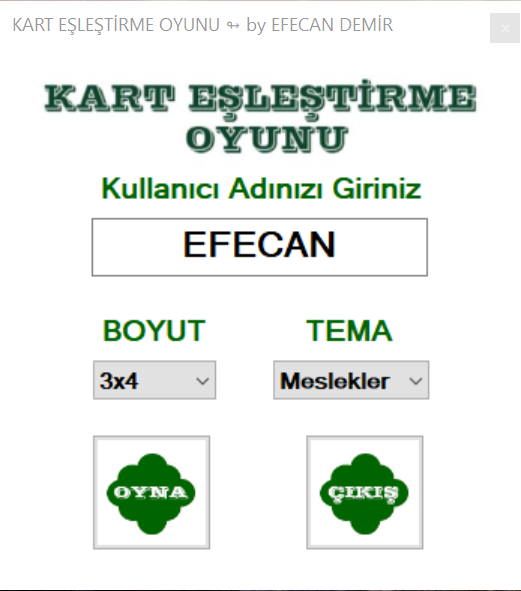 KART EŞLEŞTİRME OYUNU ↬ by EFECAN DEMİR
x
KART EŞLEŞTİRME
OYUNU
Kullanıcı Adınızı Giriniz
EFECAN
BOYUT TEMA
3x4 Meslekler
OYNA ÇIKIŞ